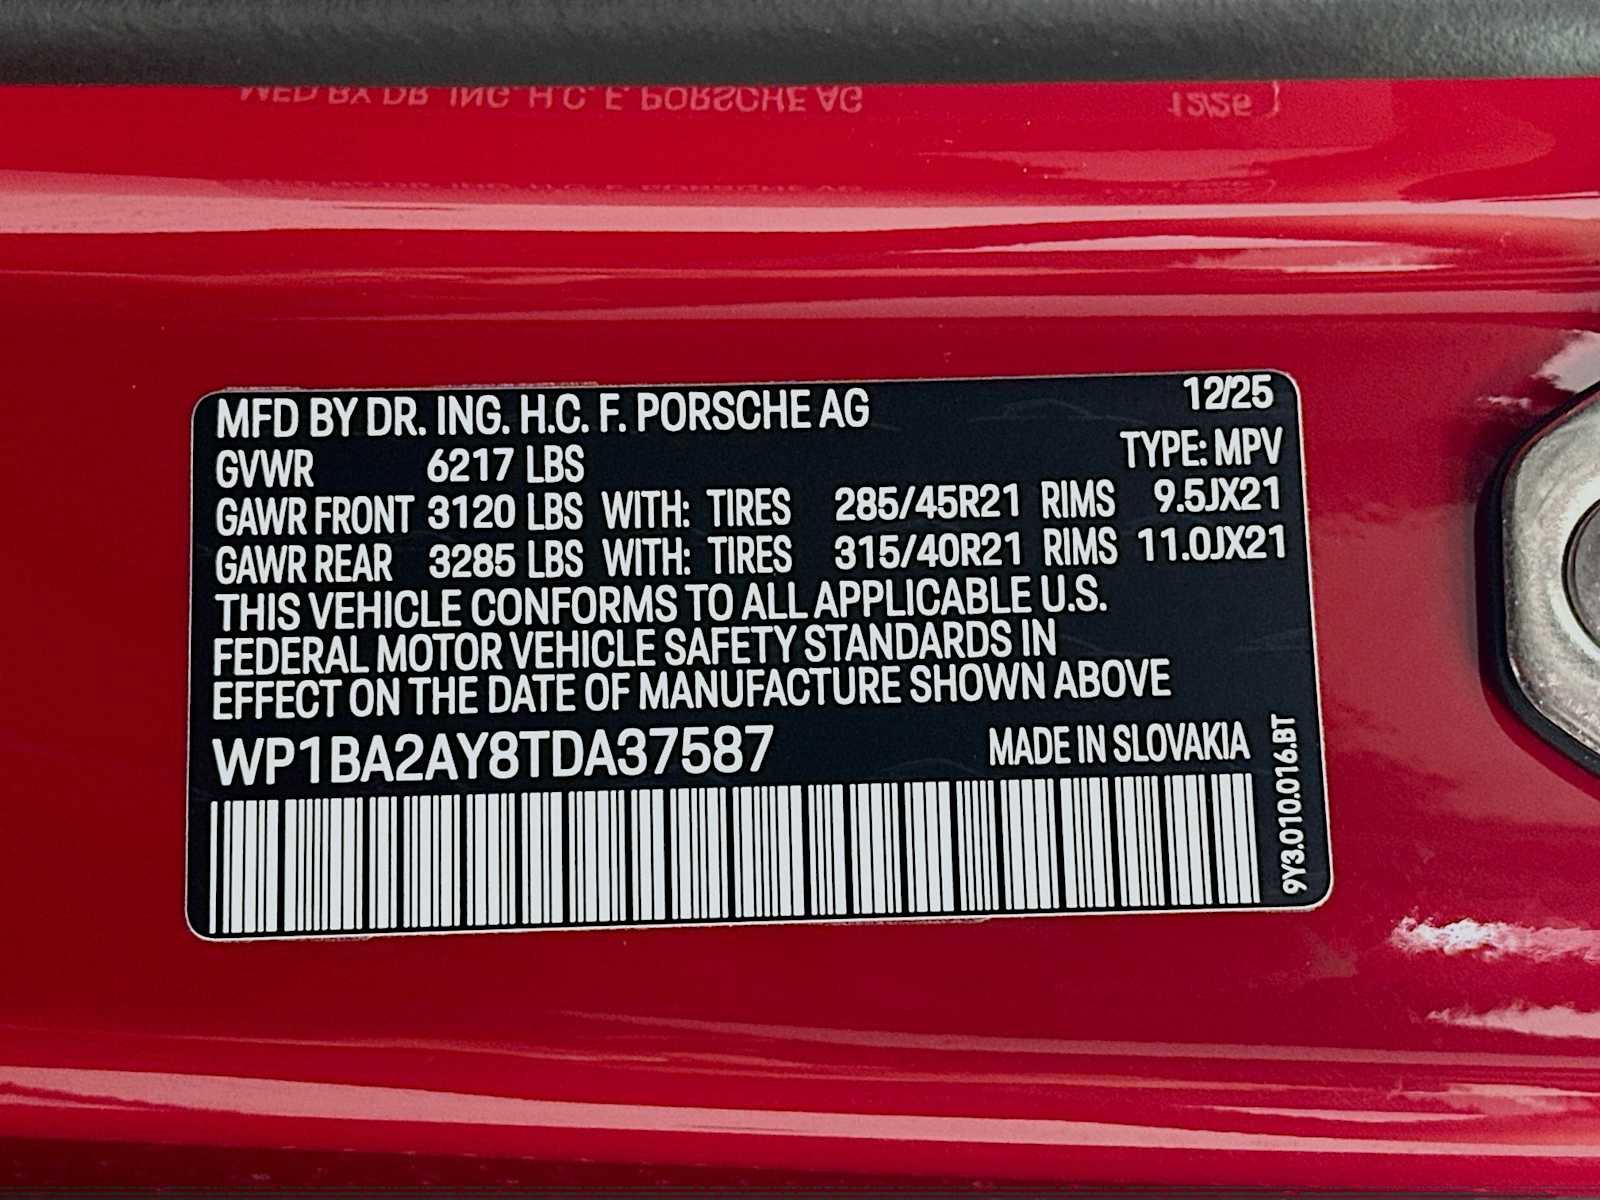 MFD BY DR. ING. H.C. F. PORSCHE AG 12/25
GVWR 6217 LBS TYPE: MPV
GAWR FRONT 3120 LBS WITH: TIRES 285/45R21 RIMS 9.5JX21
GAWR REAR 3285 LBS WITH: TIRES 315/40R21 RIMS 11.0JX21
THIS VEHICLE CONFORMS TO ALL APPLICABLE U.S.
FEDERAL MOTOR VEHICLE SAFETY STANDARDS IN
EFFECT ON THE DATE OF MANUFACTURE SHOWN ABOVE
WP1BA2AY8TDA37587 MADE IN SLOVAKIA
9Y3.010.016.BT